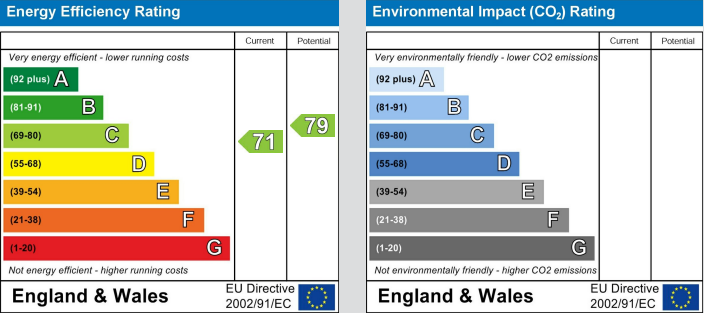 Energy Efficiency Rating
Current Potential
Very energy efficient - lower running costs
(92 plus) A
(81-91) B
(69-80) C
(55-68) D
(39-54) E
(21-38) F
(1-20) G
71
79
Not energy efficient - higher running costs
England & Wales
EU Directive
2002/91/EC
Environmental Impact (CO₂) Rating
Current Potential
Very environmentally friendly - lower CO2 emissions
(92 plus) A
(81-91) B
(69-80) C
(55-68) D
(39-54) E
(21-38) F
(1-20) G
Not environmentally friendly - higher CO2 emissions
England & Wales
EU Directive
2002/91/EC